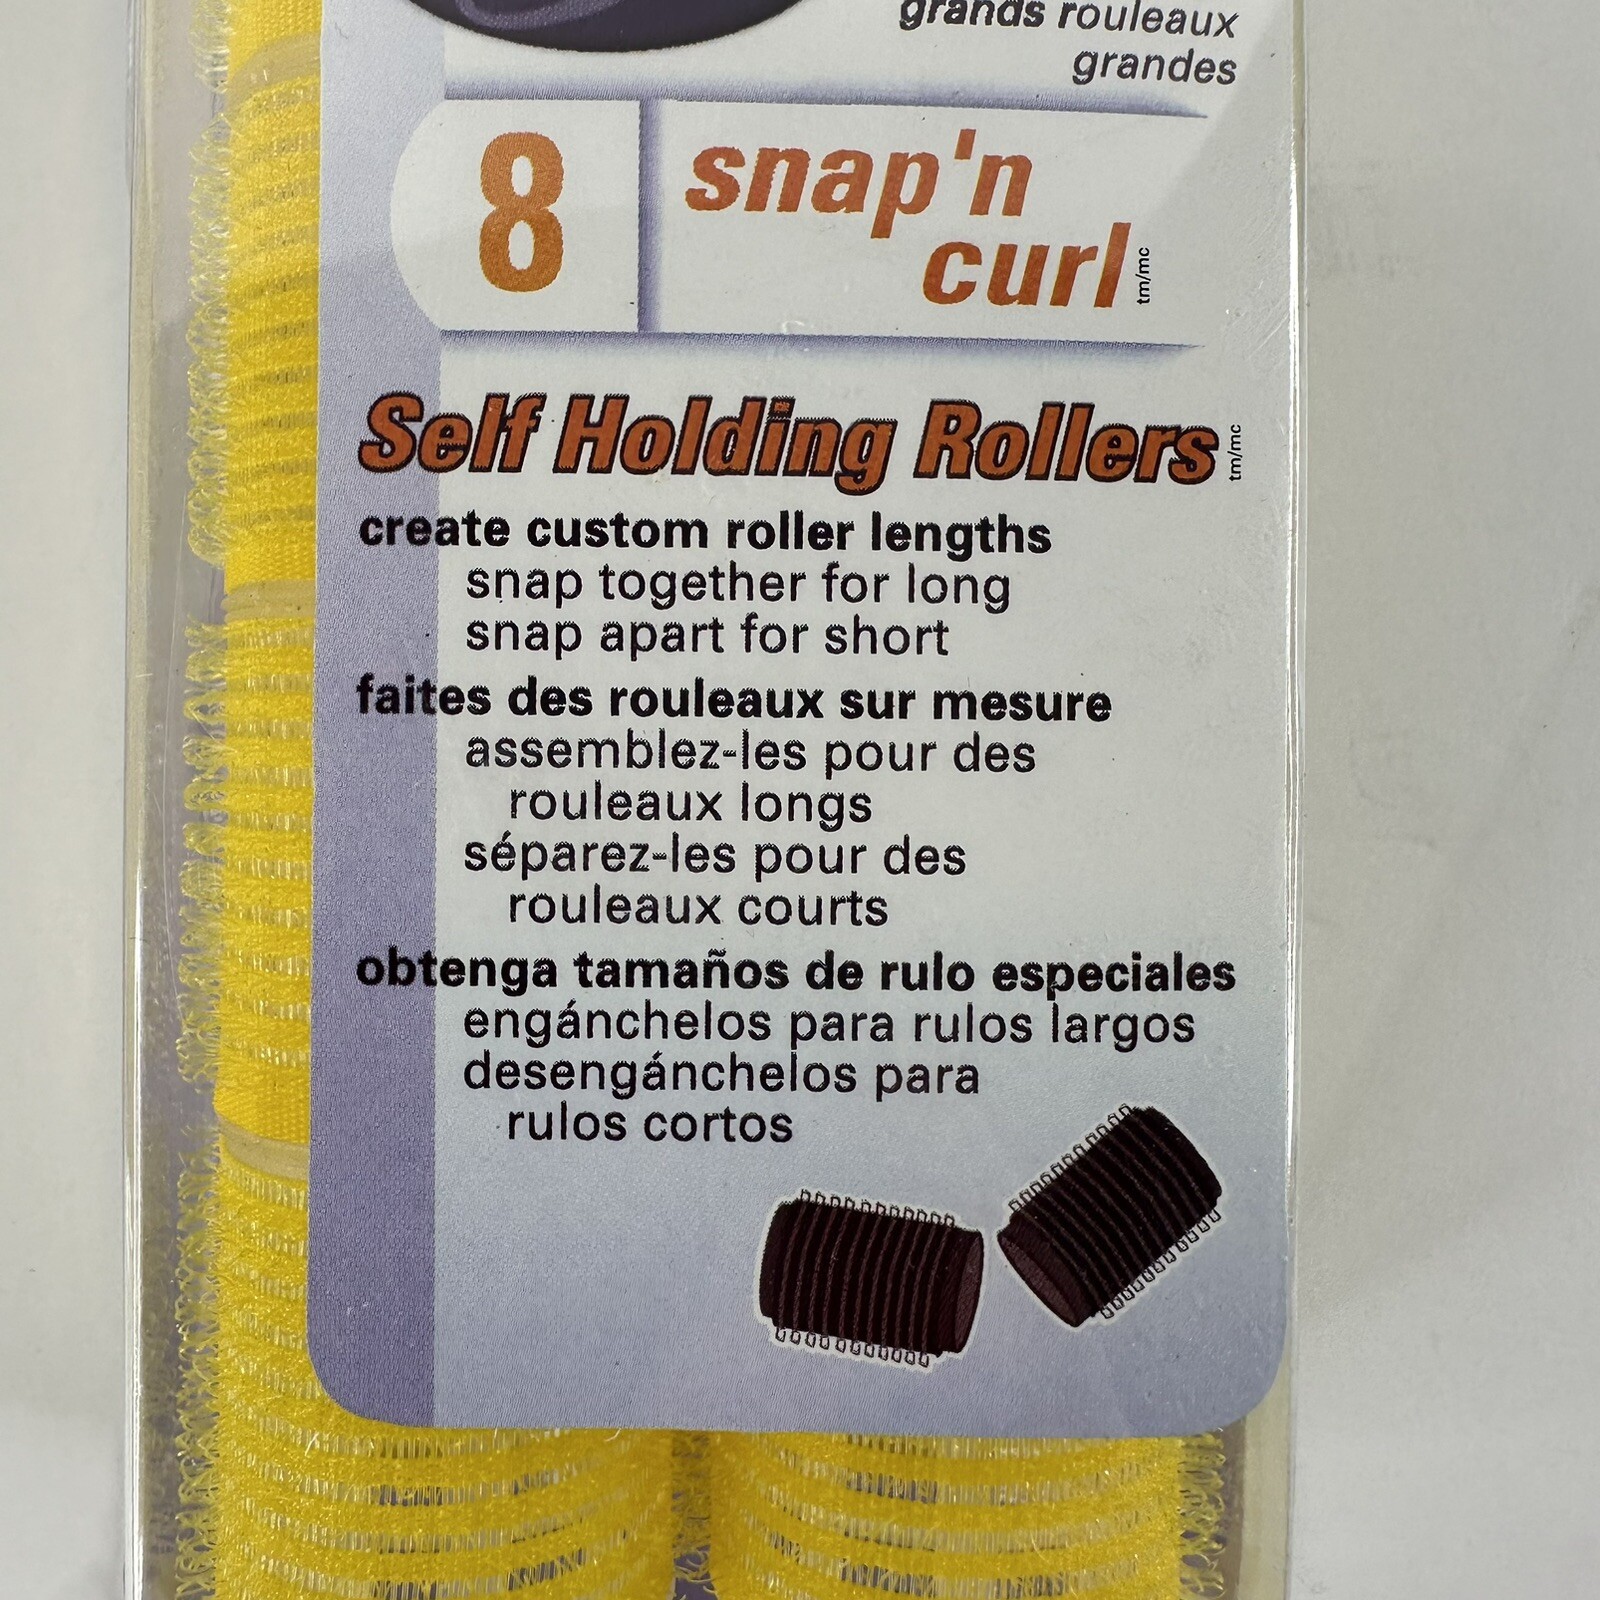 grands rouleaux
grandes
8
snap'n
curl tm/mc
Self Holding Rollers tm/mc
create custom roller lengths
snap together for long
snap apart for short
faites des rouleaux sur mesure
assemblez-les pour des
rouleaux longs
séparez-les pour des
rouleaux courts
obtenga tamaños de rulo especiales
engánchelos para rulos largos
desengánchelos para
rulos cortos